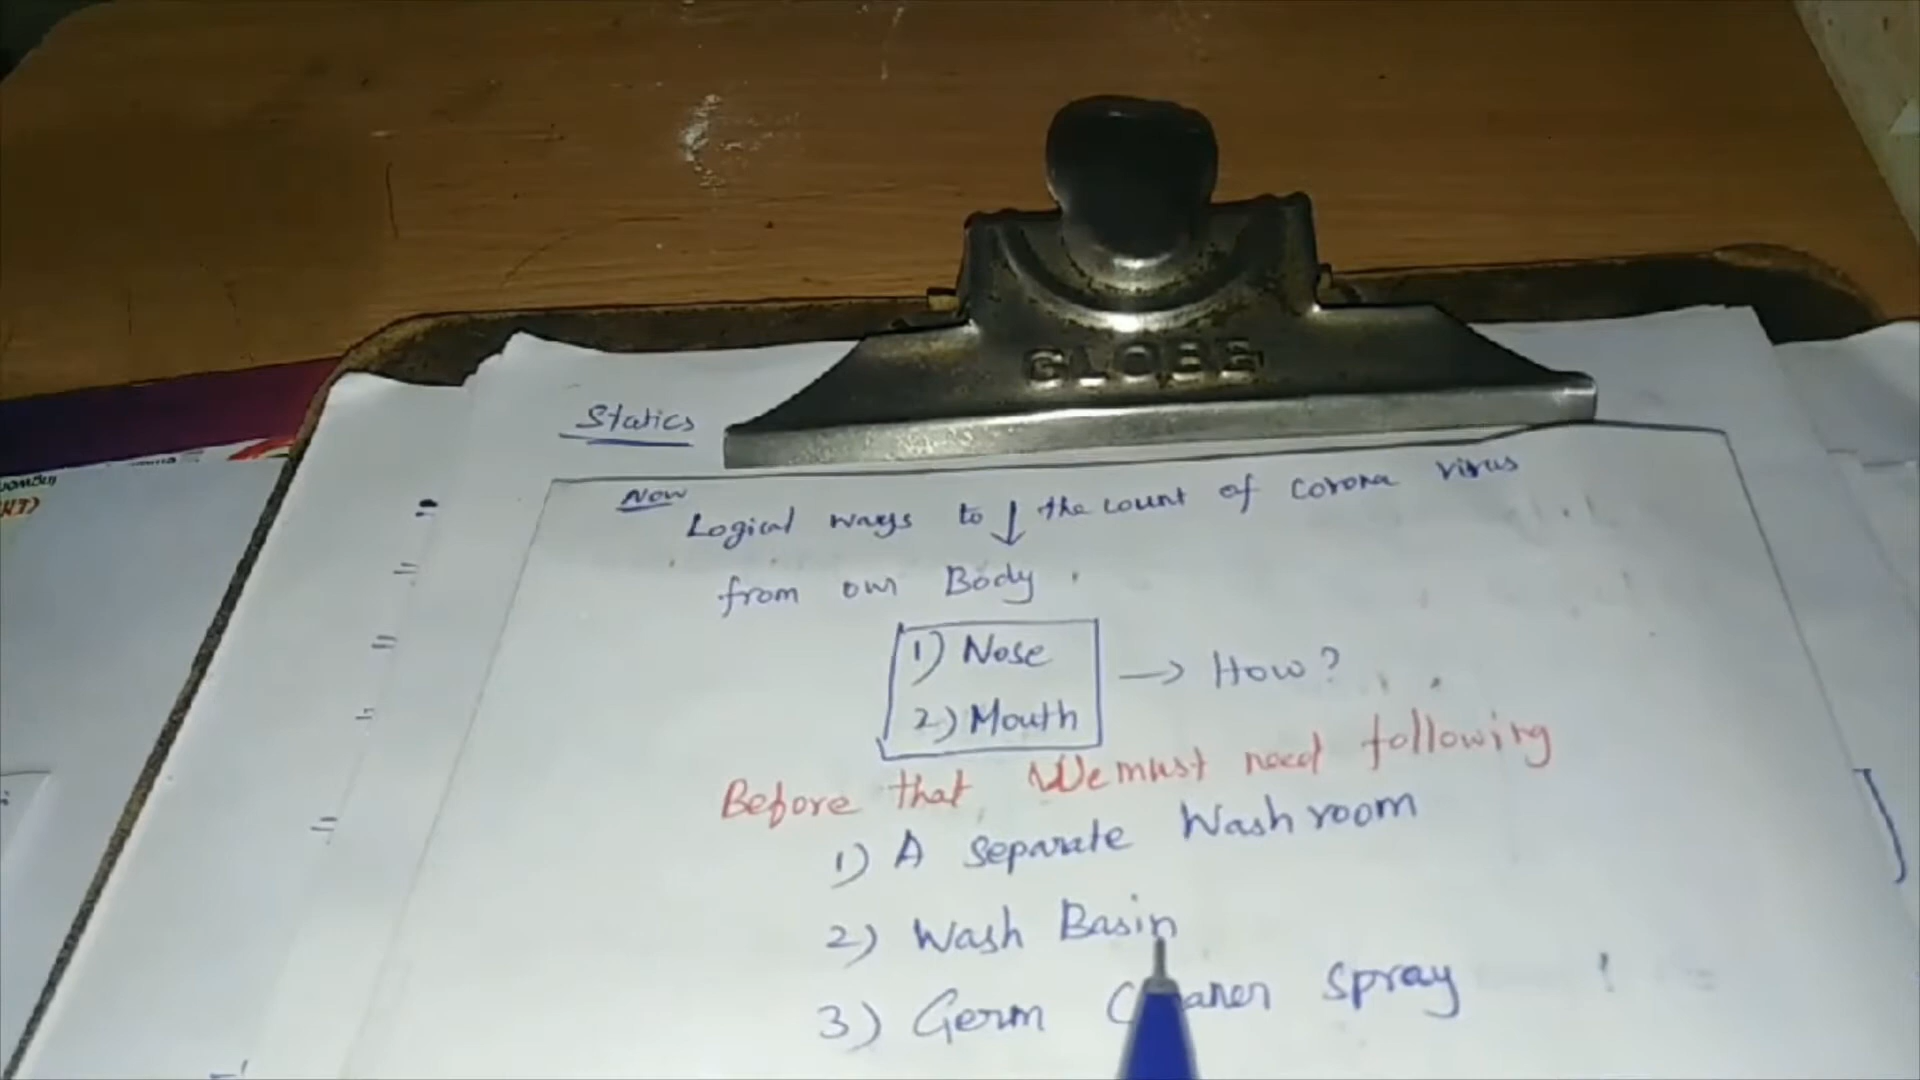 GLOBE
Statics
Now
Logical ways to ↓ the count of corona virus
from our Body
1) Nose
2) Mouth
→ How?
Before that, We must need following
1) A separate Wash room
2) Wash Basin
3) Germ Cleaner Spray